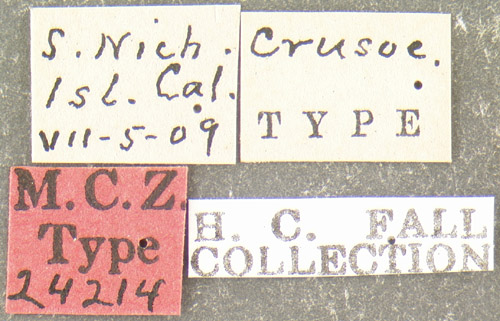 S. Nich.
Isl. Cal.
VII-5-09
Crusoe.
TYPE
M.C.Z.
Type
24214
H. C. FALL
COLLECTION